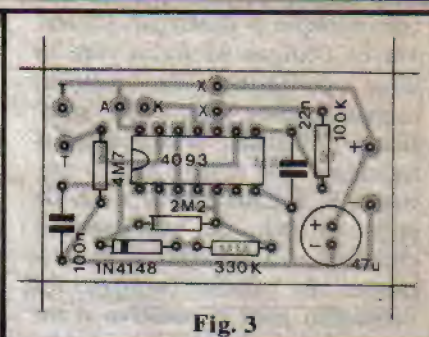 T
A K
X
X
T
4M7
4093
22n
100K
+
100n
2M2
-
+
-
1N4148
330K
47u
Fig. 3